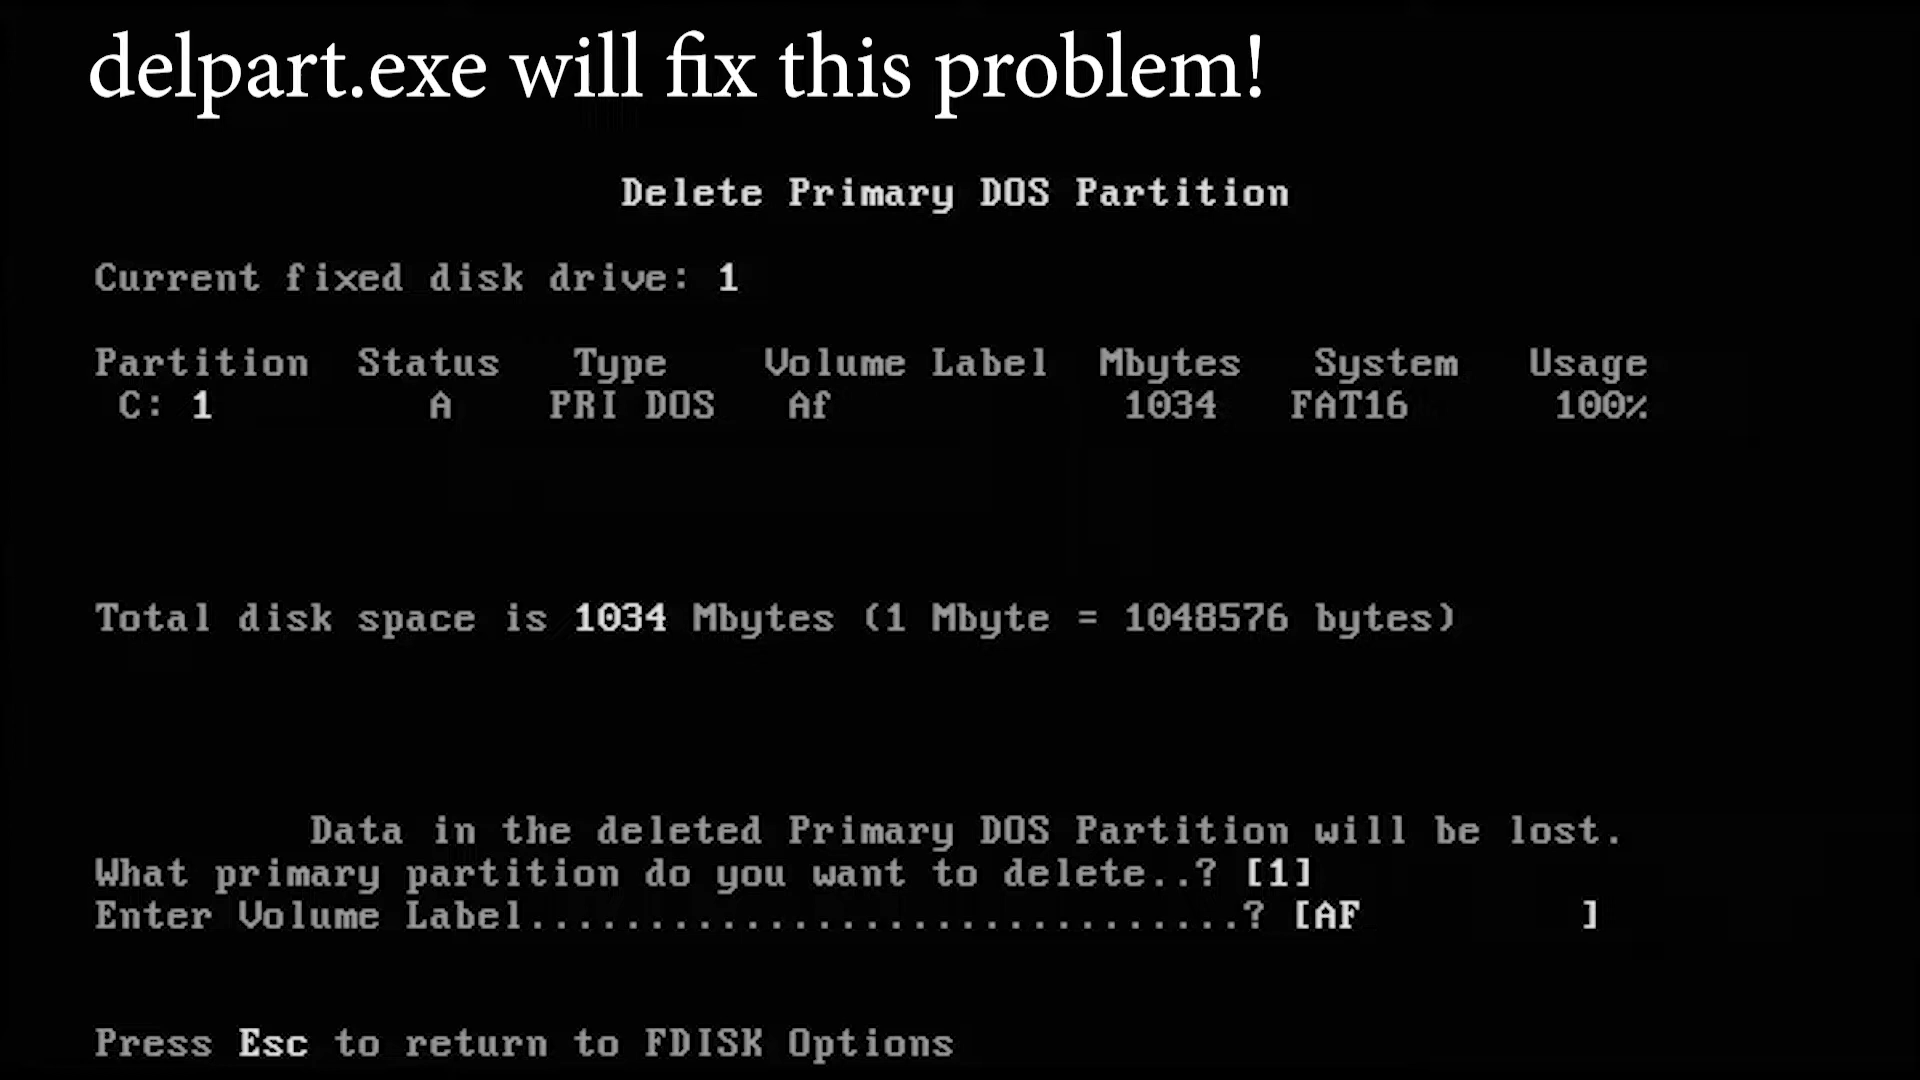 delpart.exe will fix this problem!
Delete Primary DOS Partition
Current fixed disk drive: 1
Partition  Status   Type    Volume Label  Mbytes   System   Usage
C: 1         A   PRI DOS   Af            1034   FAT16      100%
Total disk space is 1034 Mbytes (1 Mbyte = 1048576 bytes)
Data in the deleted Primary DOS Partition will be lost.
What primary partition do you want to delete..? [1]
Enter Volume Label..............................? [AF         ]
Press Esc to return to FDISK Options